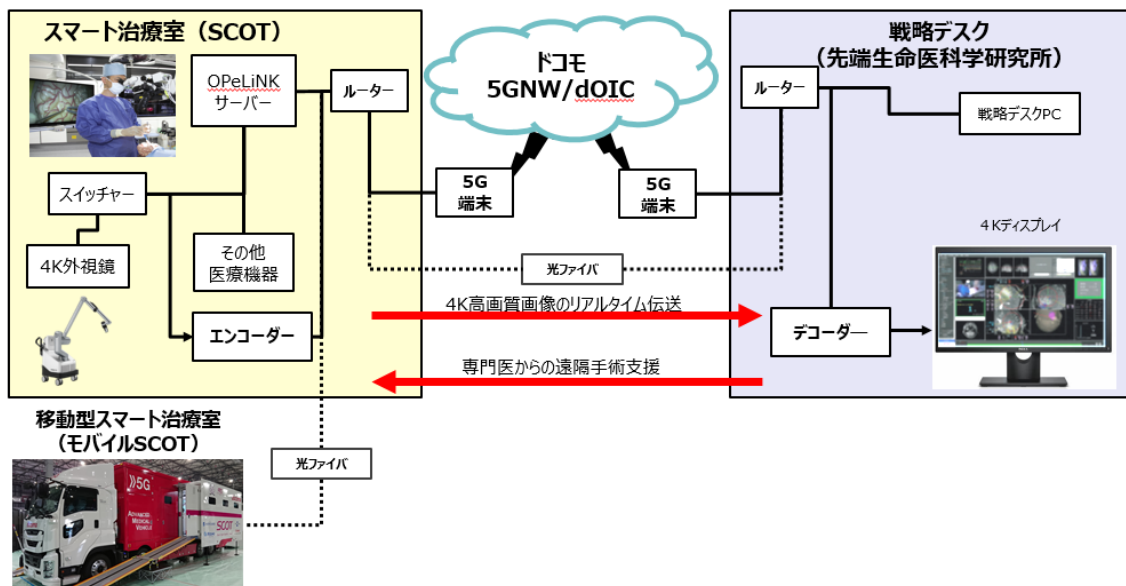 スマート治療室（SCOT）
OPeLiNK
サーバー
ルーター
スイッチャー
4K外視鏡
その他
医療機器
エンコーダー
ドコモ
5GNW/dOIC
5G
端末
5G
端末
光ファイバ
4K高画質画像のリアルタイム伝送
専門医からの遠隔手術支援
戦略デスク
（先端生命医科学研究所）
ルーター
戦略デスクPC
4Kディスプレイ
デコーダ―
移動型スマート治療室
（モバイルSCOT）
光ファイバ
5G
ADVANCED
MEDICAL
VEHICLE
SCOT